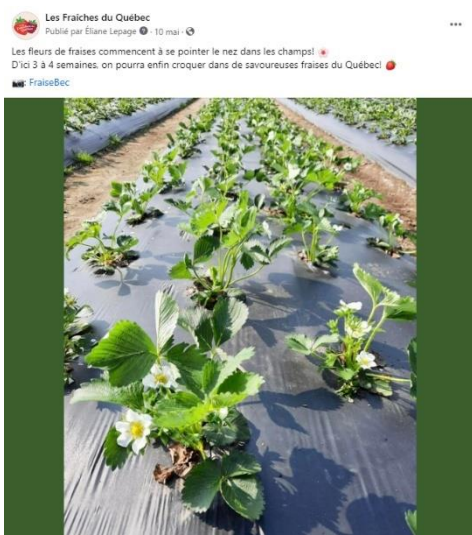 Les Fraîches du Québec
Publié par Éliane Lepage · 10 mai ·
Les fleurs de fraises commencent à se pointer le nez dans les champs!
D'ici 3 à 4 semaines, on pourra enfin croquer dans de savoureuses fraises du Québec!
: FraiseBec